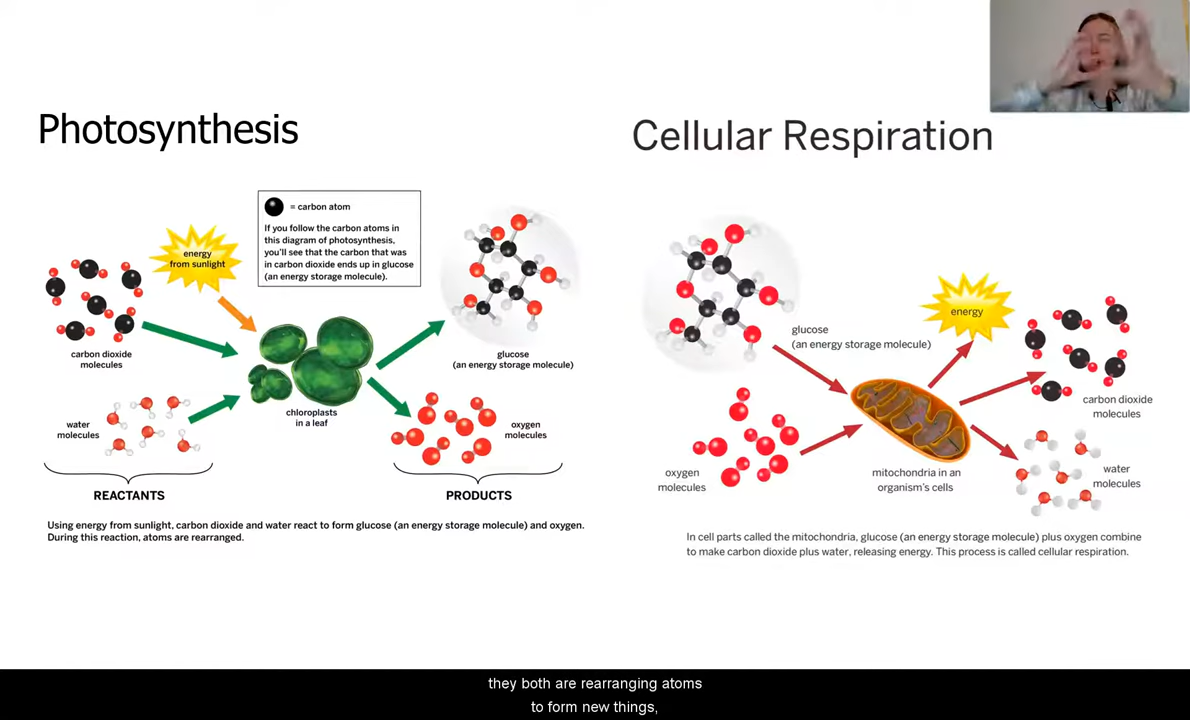 Photosynthesis
= carbon atom
If you follow the carbon atoms in
this diagram of photosynthesis,
you'll see that the carbon that was
in carbon dioxide ends up in glucose
(an energy storage molecule).
energy
from sunlight
carbon dioxide
molecules
water
molecules
chloroplasts
in a leaf
glucose
(an energy storage molecule)
oxygen
molecules
REACTANTS
PRODUCTS
Using energy from sunlight, carbon dioxide and water react to form glucose (an energy storage molecule) and oxygen.
During this reaction, atoms are rearranged.
Cellular Respiration
glucose
(an energy storage molecule)
energy
oxygen
molecules
mitochondria in an
organism's cells
carbon dioxide
molecules
water
molecules
In cell parts called the mitochondria, glucose (an energy storage molecule) plus oxygen combine
to make carbon dioxide plus water, releasing energy. This process is called cellular respiration.
they both are rearranging atoms
to form new things,